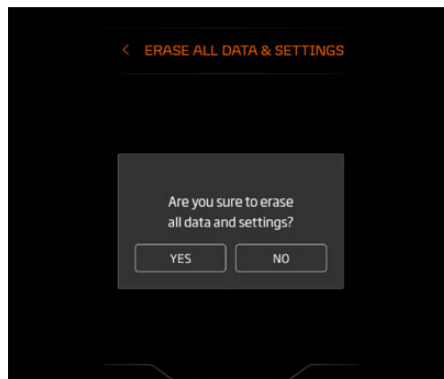 < ERASE ALL DATA & SETTINGS
Are you sure to erase
all data and settings?
YES NO